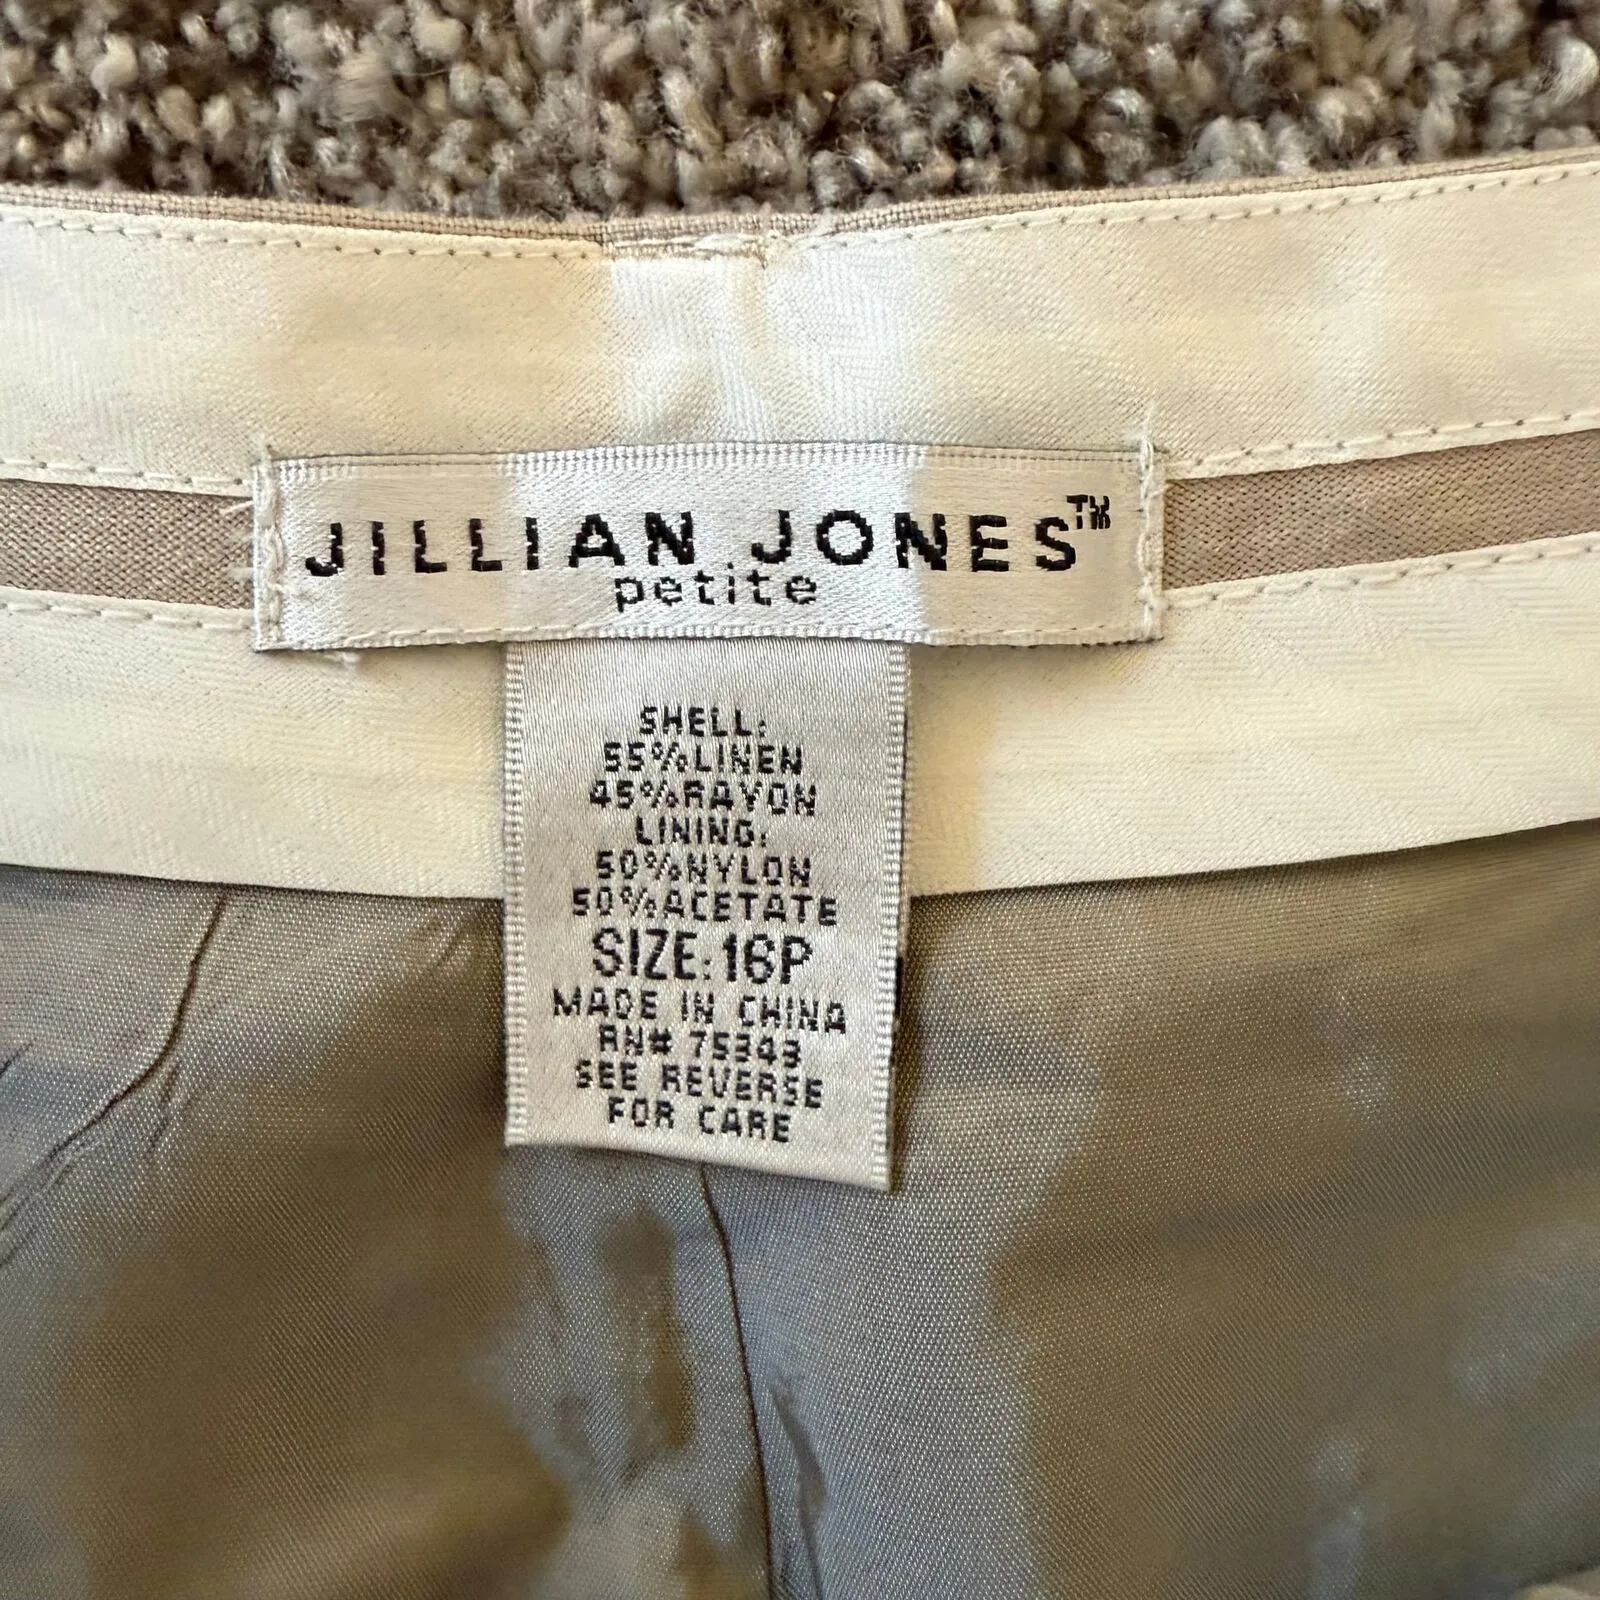 JILLIAN JONES™
petite
SHELL:
55%LINEN
45%RAYON
LINING:
50%NYLON
50%ACETATE
SIZE:16P
MADE IN CHINA
RN# 75343
SEE REVERSE
FOR CARE